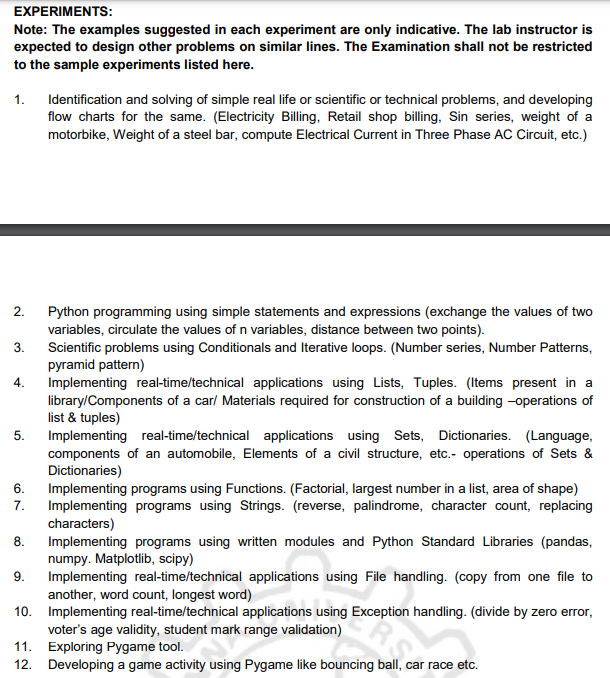 EXPERIMENTS:
Note: The examples suggested in each experiment are only indicative. The lab instructor is
expected to design other problems on similar lines. The Examination shall not be restricted
to the sample experiments listed here.
1. Identification and solving of simple real life or scientific or technical problems, and developing
flow charts for the same. (Electricity Billing, Retail shop billing, Sin series, weight of a
motorbike, Weight of a steel bar, compute Electrical Current in Three Phase AC Circuit, etc.)
2. Python programming using simple statements and expressions (exchange the values of two
variables, circulate the values of n variables, distance between two points).
3. Scientific problems using Conditionals and Iterative loops. (Number series, Number Patterns,
pyramid pattern)
4. Implementing real-time/technical applications using Lists, Tuples. (Items present in a
library/Components of a car/ Materials required for construction of a building –operations of
list & tuples)
5. Implementing real-time/technical applications using Sets, Dictionaries. (Language,
components of an automobile, Elements of a civil structure, etc.- operations of Sets &
Dictionaries)
6. Implementing programs using Functions. (Factorial, largest number in a list, area of shape)
7. Implementing programs using Strings. (reverse, palindrome, character count, replacing
characters)
8. Implementing programs using written modules and Python Standard Libraries (pandas,
numpy. Matplotlib, scipy)
9. Implementing real-time/technical applications using File handling. (copy from one file to
another, word count, longest word)
10. Implementing real-time/technical applications using Exception handling. (divide by zero error,
voter's age validity, student mark range validation)
11. Exploring Pygame tool.
12. Developing a game activity using Pygame like bouncing ball, car race etc.